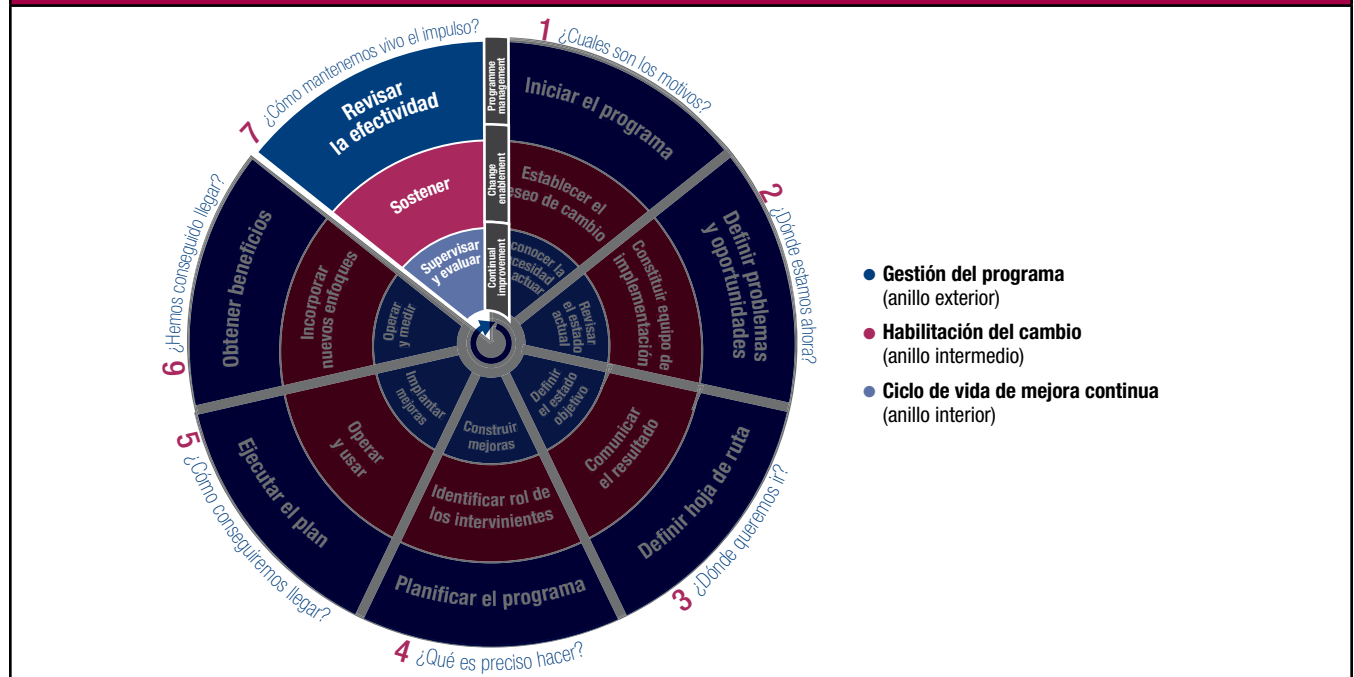 1 ¿Cuales son los motivos?
Iniciar el programa
Establecer el
eseo de cambio
conocer la
cesidad
actuar
2 ¿Dónde estamos ahora?
Definir problemas
y oportunidades
Constituir equipo de
implementación
Revisar
el estado
actual
3 ¿Dónde queremos ir?
Definir hoja de ruta
Comunicar
el resultado
Definir
el estado
objetivo
4 ¿Qué es preciso hacer?
Planificar el programa
Identificar rol de
los intervinientes
Construir
mejoras
5 ¿Cómo conseguiremos llegar?
Ejecutar el plan
Operar
y usar
Implantar
mejoras
6 ¿Hemos conseguido llegar?
Obtener beneficios
Incorporar
nuevos enfoques
Operar
y medir
7 ¿Cómo mantenemos vivo el impulso?
Revisar
la efectividad
Sostener
Supervisar
y evaluar
Programme
management
Change
enablement
Continual
improvement
Gestión del programa
(anillo exterior)
Habilitación del cambio
(anillo intermedio)
Ciclo de vida de mejora continua
(anillo interior)